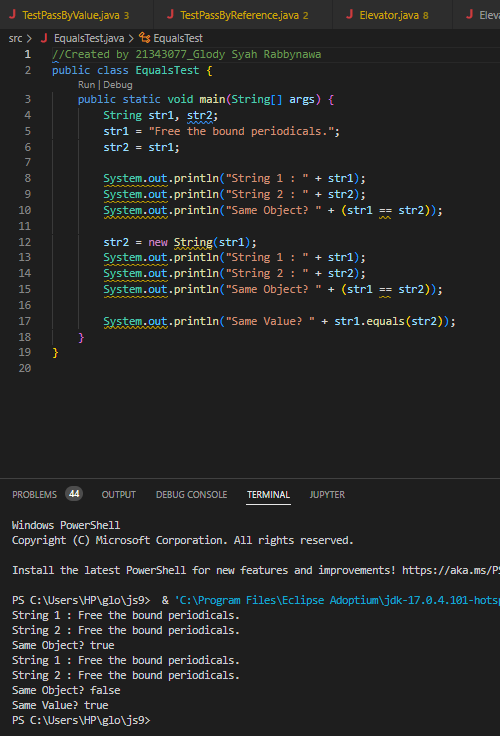 TestPassByValue.java 3 TestPassByReference.java 2 Elevator.java 8 Eleva
src > EqualsTest.java > EqualsTest
1 //Created by 21343077_Glody Syah Rabbynawa
2 public class EqualsTest {
Run | Debug
3 public static void main(String[] args) {
4 String str1, str2;
5 str1 = "Free the bound periodicals.";
6 str2 = str1;
7
8 System.out.println("String 1 : " + str1);
9 System.out.println("String 2 : " + str2);
10 System.out.println("Same Object? " + (str1 == str2));
11
12 str2 = new String(str1);
13 System.out.println("String 1 : " + str1);
14 System.out.println("String 2 : " + str2);
15 System.out.println("Same Object? " + (str1 == str2));
16
17 System.out.println("Same Value? " + str1.equals(str2));
18 }
19 }
20
PROBLEMS 44 OUTPUT DEBUG CONSOLE TERMINAL JUPYTER
Windows PowerShell
Copyright (C) Microsoft Corporation. All rights reserved.
Install the latest PowerShell for new features and improvements! https://aka.ms/PS
PS C:\Users\HP\glo\js9> & 'C:\Program Files\Eclipse Adoptium\jdk-17.0.4.101-hotsp
String 1 : Free the bound periodicals.
String 2 : Free the bound periodicals.
Same Object? true
String 1 : Free the bound periodicals.
String 2 : Free the bound periodicals.
Same Object? false
Same Value? true
PS C:\Users\HP\glo\js9>